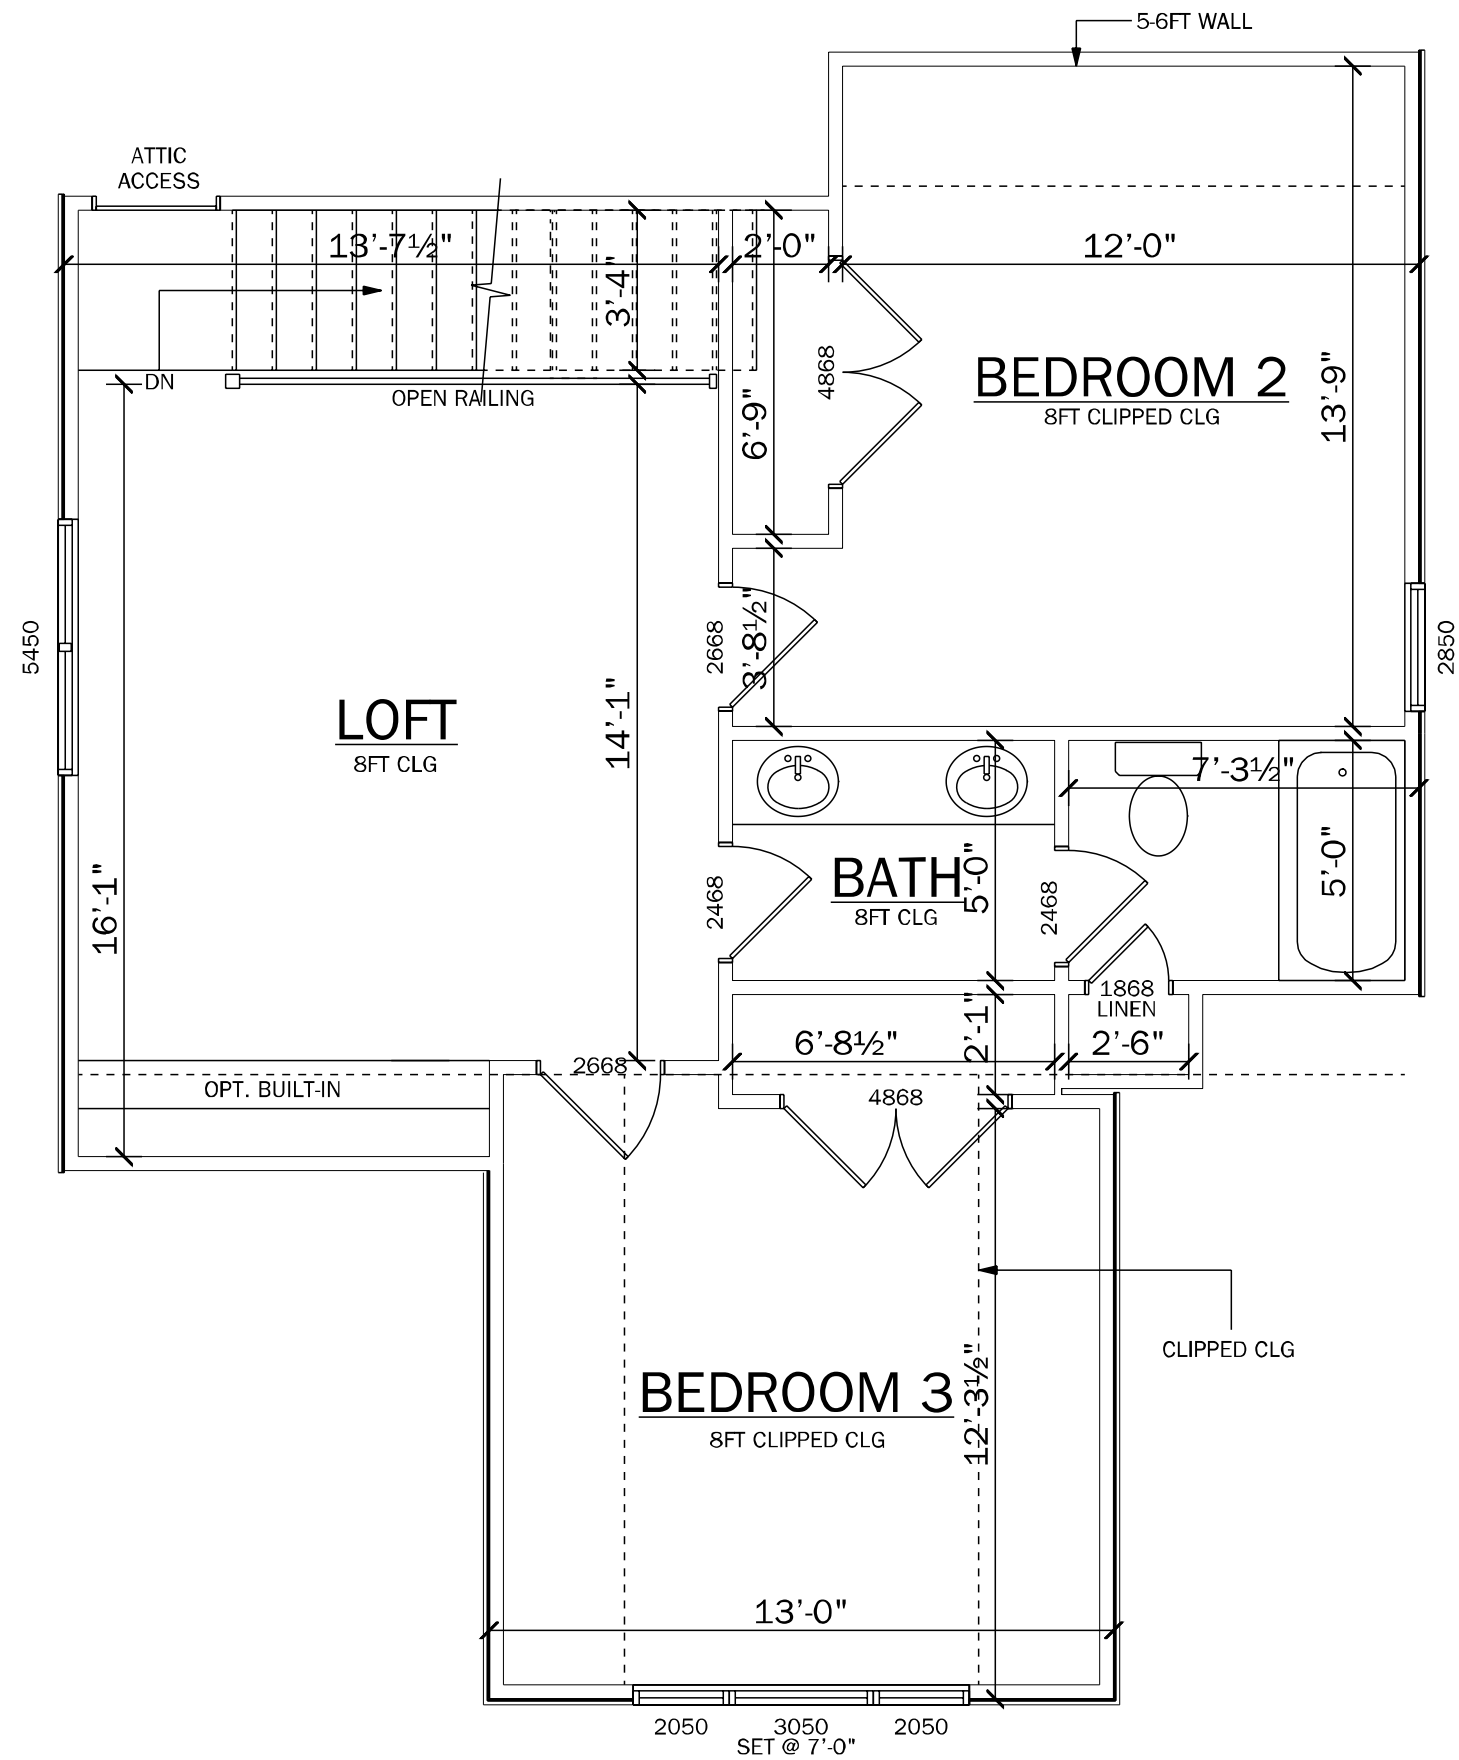 5-6FT WALL
ATTIC
ACCESS
13'-7½"
2'-0"
12'-0"
3'-4"
DN
OPEN RAILING
4868
BEDROOM 2
8FT CLIPPED CLG
13'-9"
6'-9"
5450
2668
3'-8½"
2850
LOFT
8FT CLG
14'-1"
7'-3½"
16'-1"
2468
BATH
8FT CLG
5'-0"
2468
5'-0"
1868
LINEN
6'-8½"
2'-1"
2'-6"
2668
OPT. BUILT-IN
4868
CLIPPED CLG
BEDROOM 3
8FT CLIPPED CLG
12'-3½"
13'-0"
2050
3050
2050
SET @ 7'-0"